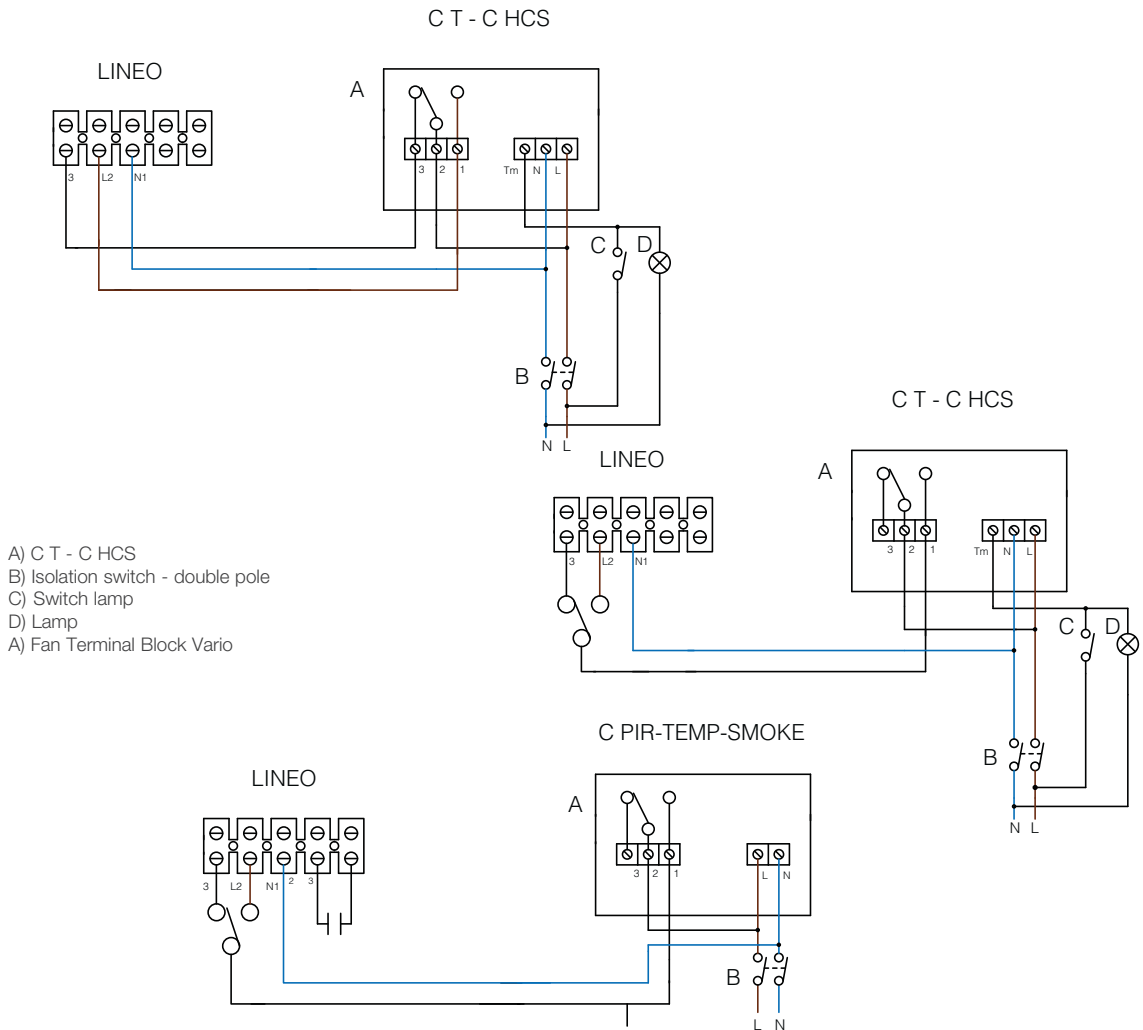 C T - C HCS
LINEO
A
3 L2 N1
3 2 1 Tm N L
C D
B
N L
C T - C HCS
LINEO
A
3 L2 N1
3 2 1 Tm N L
C D
B
N L
A) C T - C HCS
B) Isolation switch - double pole
C) Switch lamp
D) Lamp
A) Fan Terminal Block Vario
C PIR-TEMP-SMOKE
LINEO
A
3 L2 N1 2 3
3 2 1 L N
B
L N